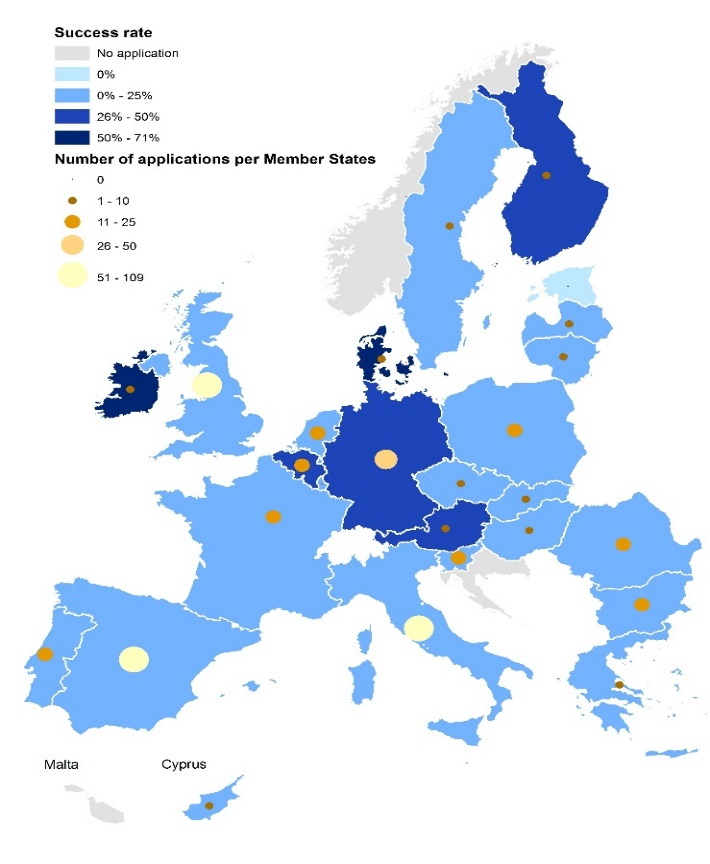 Success rate
No application
0%
0% - 25%
26% - 50%
50% - 71%
Number of applications per Member States
0
1 - 10
11 - 25
26 - 50
51 - 109
Malta
Cyprus